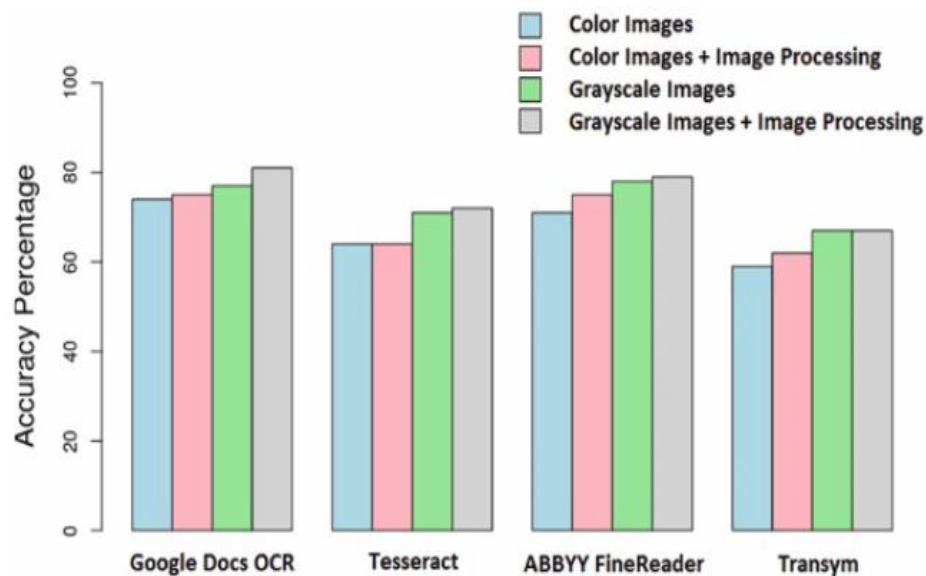 Color Images
Color Images + Image Processing
Grayscale Images
Grayscale Images + Image Processing
Accuracy Percentage
100
80
60
40
20
0
Google Docs OCR
Tesseract
ABBYY FineReader
Transym